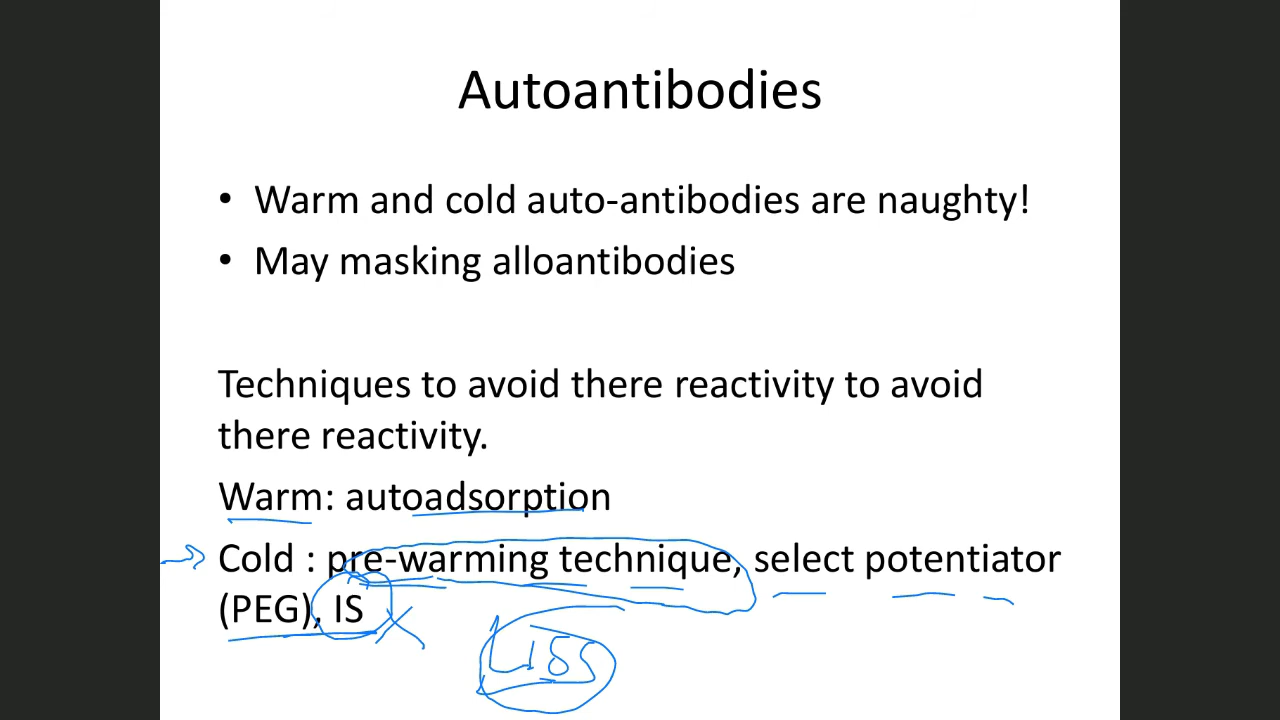 Autoantibodies
• Warm and cold auto-antibodies are naughty!
• May masking alloantibodies
Techniques to avoid there reactivity to avoid
there reactivity.
Warm: autoadsorption
Cold : pre-warming technique, select potentiator
(PEG), IS
LISS